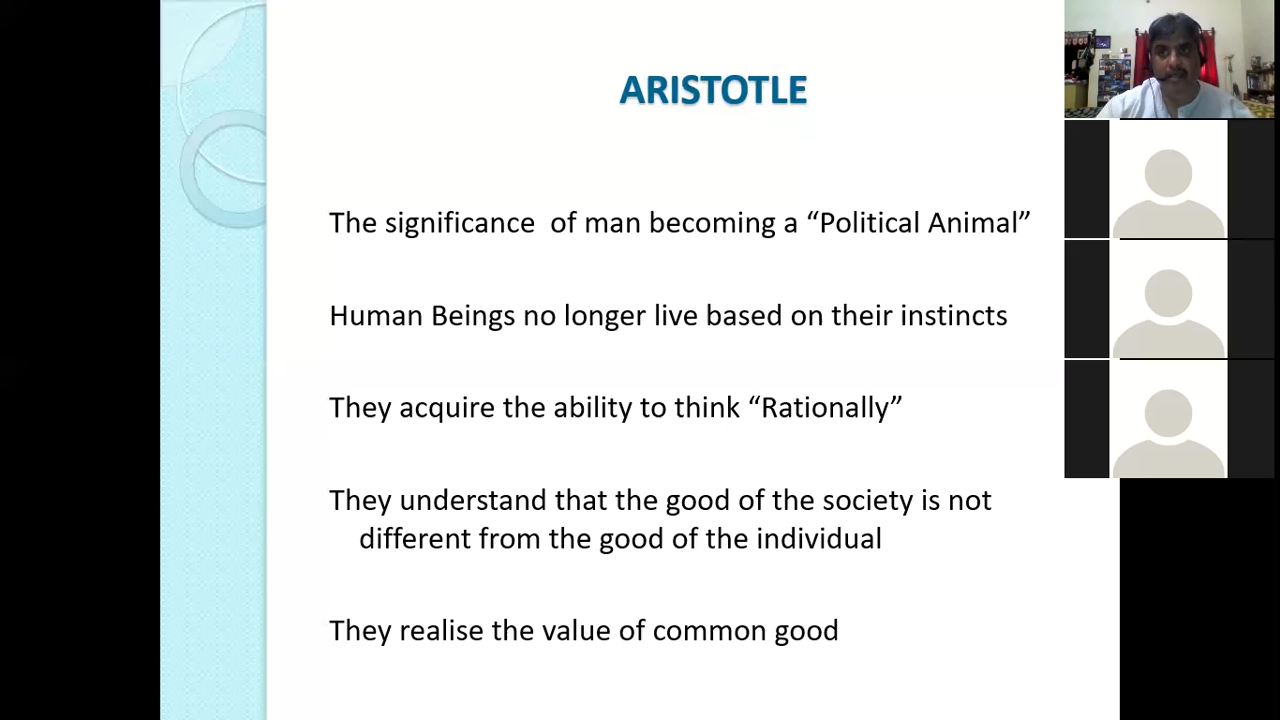 ARISTOTLE
The significance  of man becoming a “Political Animal”
Human Beings no longer live based on their instincts
They acquire the ability to think “Rationally”
They understand that the good of the society is not
different from the good of the individual
They realise the value of common good